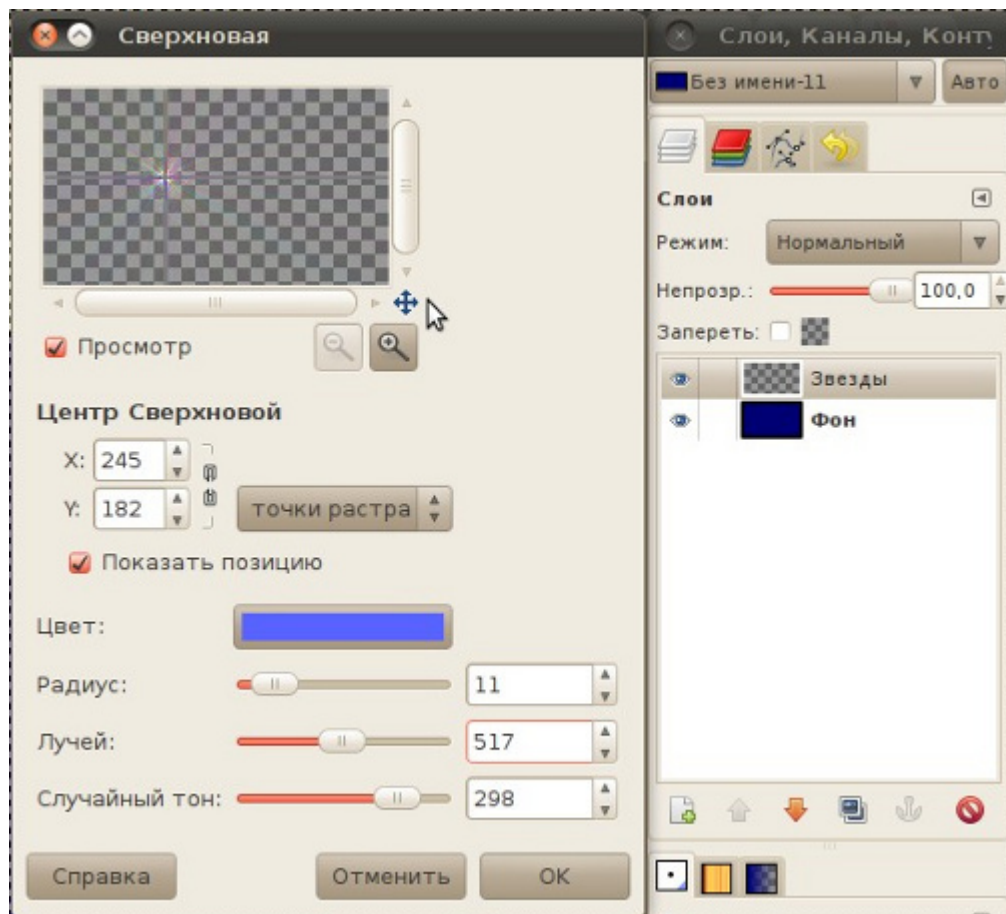 Сверхновая
Просмотр
Центр Сверхновой
X: 245
Y: 182
точки растра
Показать позицию
Цвет:
Радиус: 11
Лучей: 517
Случайный тон: 298
Справка
Отменить
OK
Слои, Каналы, Конту
Без имени-11
Авто
Слои
Режим: Нормальный
Непрозр.: 100,0
Запереть:
Звезды
Фон